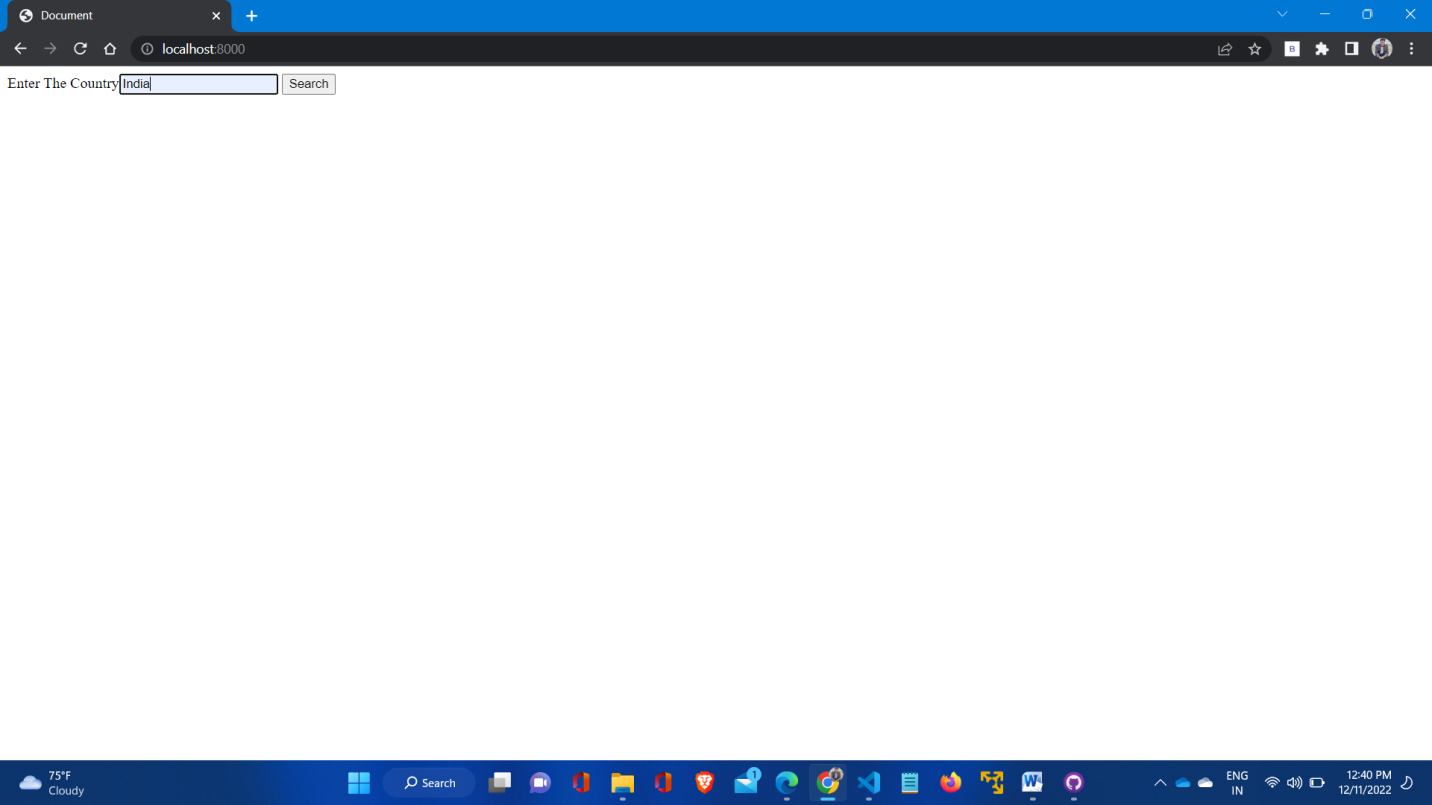 Document
localhost:8000
B
Enter The Country India Search
75°F
Cloudy
Search
1
W
ENG
IN
12:40 PM
12/11/2022